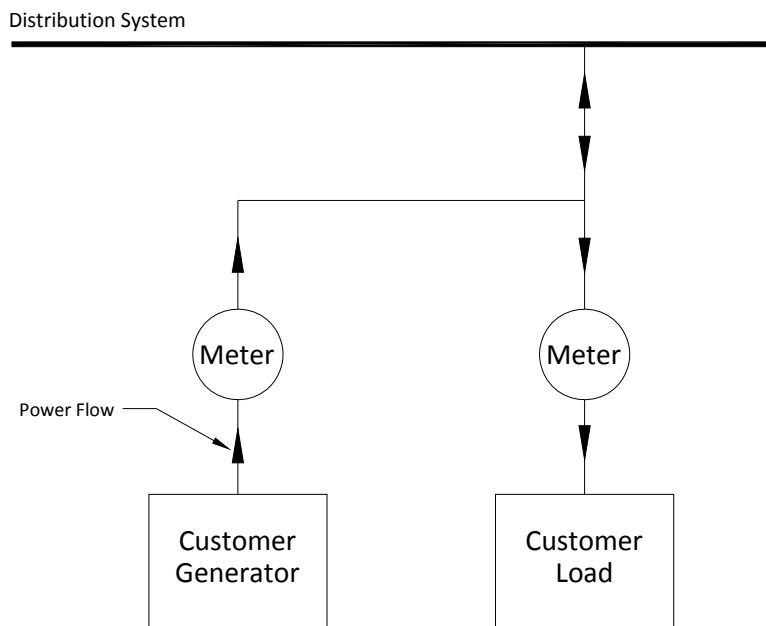 Distribution System
Meter
Meter
Power Flow
Customer
Generator
Customer
Load